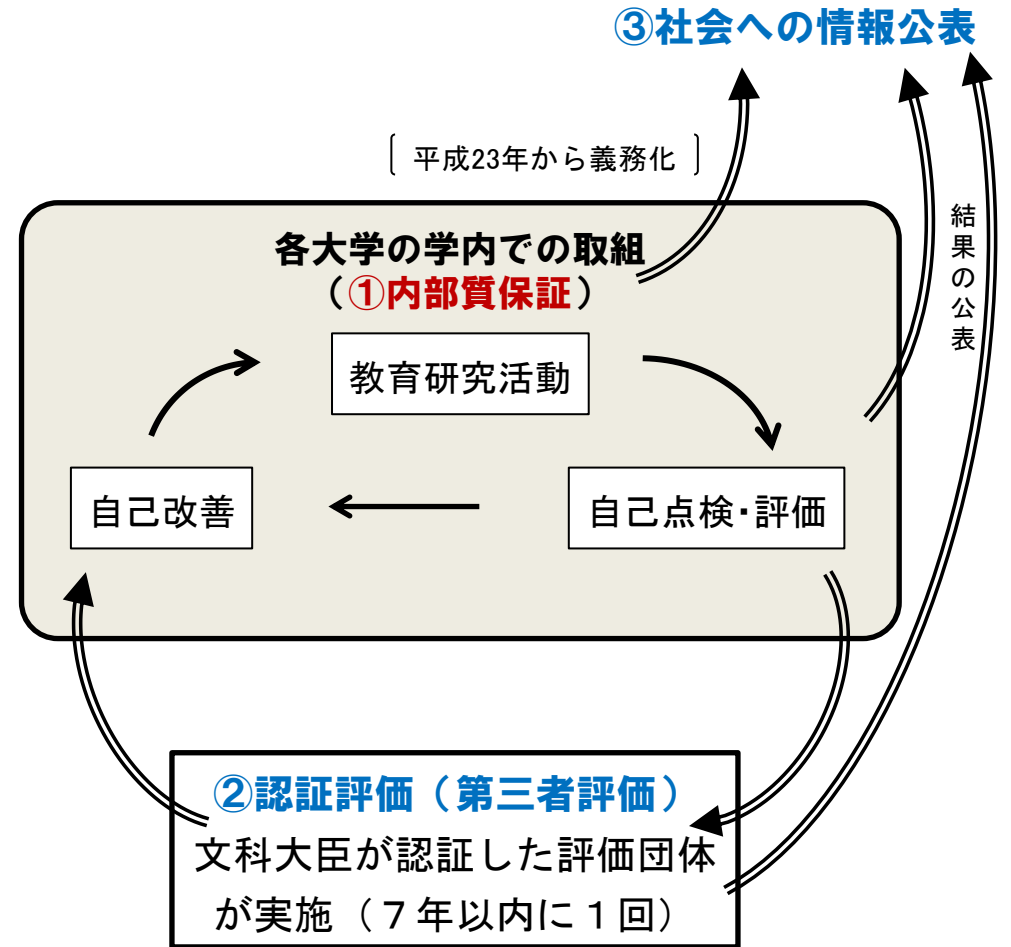 ③社会への情報公表
〔 平成23年から義務化 〕
結果の公表
各大学の学内での取組
（①内部質保証）
教育研究活動
自己改善
自己点検・評価
②認証評価（第三者評価）
文科大臣が認証した評価団体
が実施（７年以内に１回）